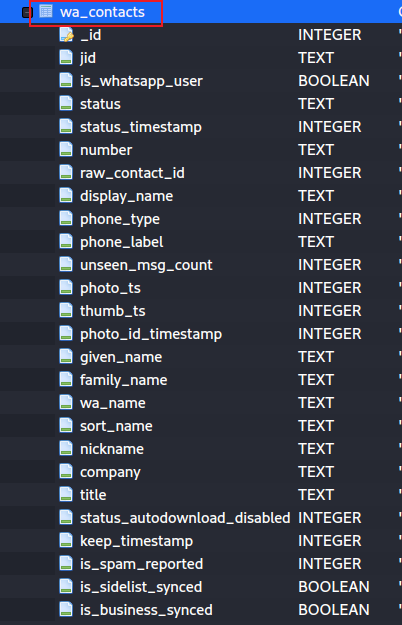 wa_contacts
_id INTEGER "
jid TEXT "
is_whatsapp_user BOOLEAN "
status TEXT "
status_timestamp INTEGER "
number TEXT "
raw_contact_id INTEGER "
display_name TEXT "
phone_type INTEGER "
phone_label TEXT "
unseen_msg_count INTEGER "
photo_ts INTEGER "
thumb_ts INTEGER "
photo_id_timestamp INTEGER "
given_name TEXT "
family_name TEXT "
wa_name TEXT "
sort_name TEXT "
nickname TEXT "
company TEXT "
title TEXT "
status_autodownload_disabled INTEGER "
keep_timestamp INTEGER "
is_spam_reported INTEGER "
is_sidelist_synced BOOLEAN "
is_business_synced BOOLEAN "